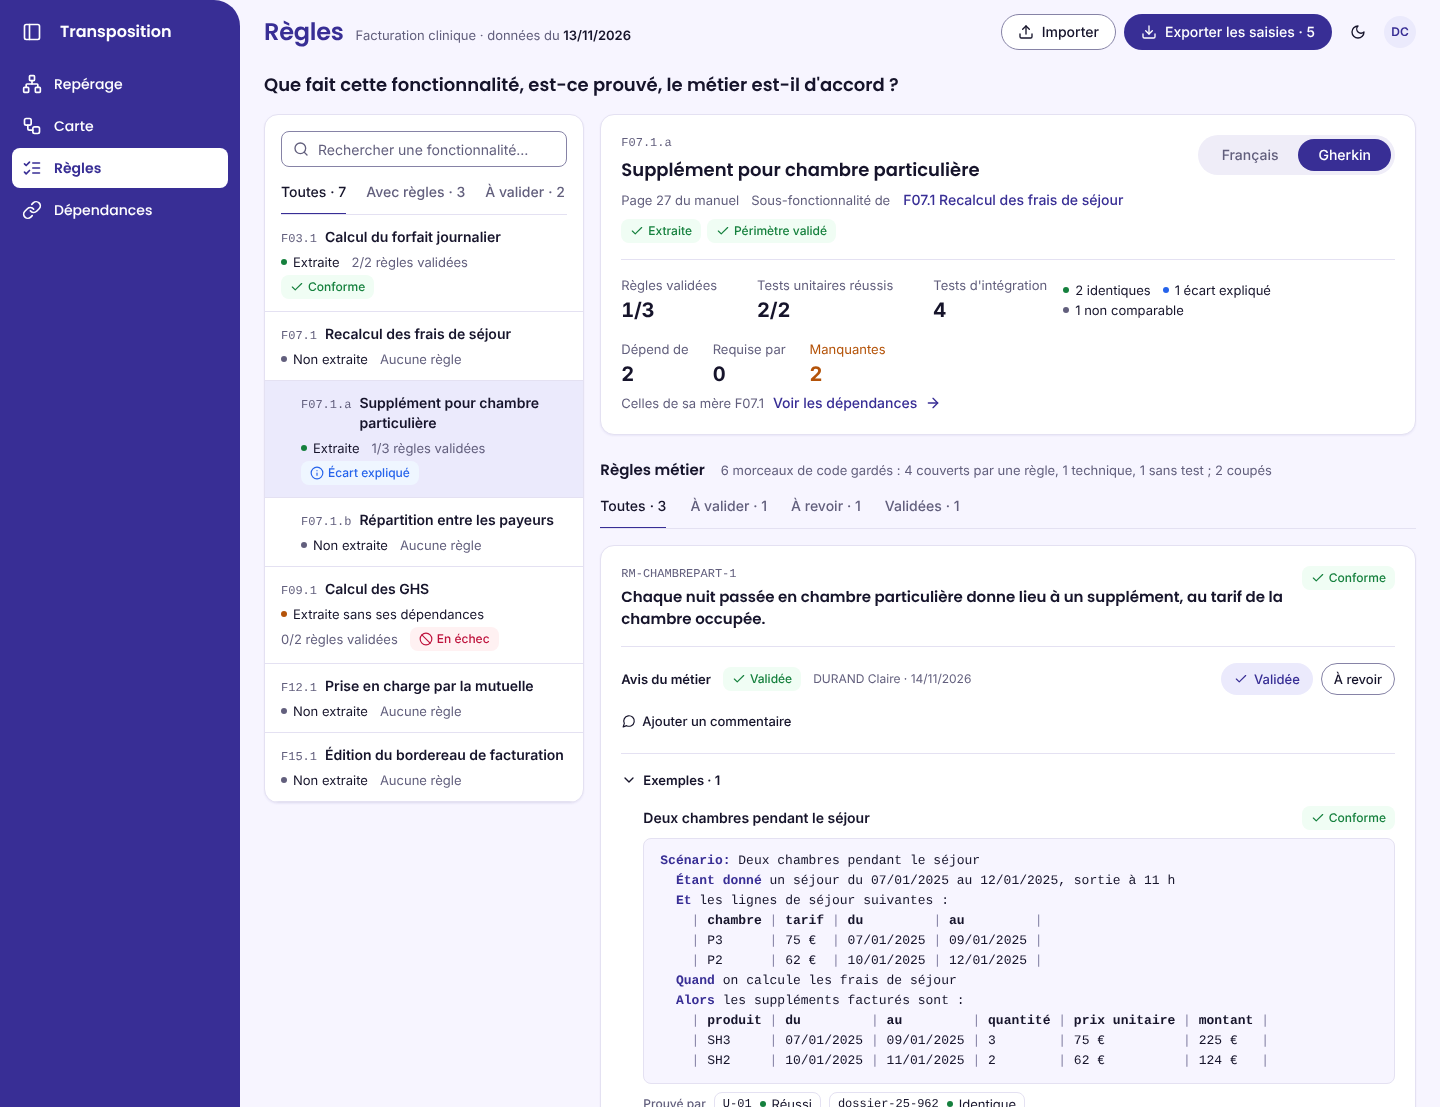 Transposition
Repérage
Carte
Règles
Dépendances
Règles
Facturation clinique · données du 13/11/2026
Importer
Exporter les saisies · 5
DC
Que fait cette fonctionnalité, est-ce prouvé, le métier est-il d'accord ?
Rechercher une fonctionnalité...
Toutes · 7 Avec règles · 3 À valider · 2
F03.1 Calcul du forfait journalier
Extraite 2/2 règles validées
Conforme
F07.1 Recalcul des frais de séjour
Non extraite Aucune règle
F07.1.a Supplément pour chambre
particulière
Extraite 1/3 règles validées
Écart expliqué
F07.1.b Répartition entre les payeurs
Non extraite Aucune règle
F09.1 Calcul des GHS
Extraite sans ses dépendances
0/2 règles validées En échec
F12.1 Prise en charge par la mutuelle
Non extraite Aucune règle
F15.1 Édition du bordereau de facturation
Non extraite Aucune règle
F07.1.a
Supplément pour chambre particulière
Français Gherkin
Page 27 du manuel Sous-fonctionnalité de F07.1 Recalcul des frais de séjour
Extraite Périmètre validé
Règles validées Tests unitaires réussis Tests d'intégration
1/3 2/2 4
2 identiques 1 écart expliqué
1 non comparable
Dépend de Requise par Manquantes
2 0 2
Celles de sa mère F07.1 Voir les dépendances
Règles métier 6 morceaux de code gardés : 4 couverts par une règle, 1 technique, 1 sans test ; 2 coupés
Toutes · 3 À valider · 1 À revoir · 1 Validées · 1
RM-CHAMBREPART-1
Conforme
Chaque nuit passée en chambre particulière donne lieu à un supplément, au tarif de la
chambre occupée.
Avis du métier Validée DURAND Claire · 14/11/2026 Validée À revoir
Ajouter un commentaire
Exemples · 1
Deux chambres pendant le séjour Conforme
Scénario: Deux chambres pendant le séjour
Étant donné un séjour du 07/01/2025 au 12/01/2025, sortie à 11 h
Et les lignes de séjour suivantes :
| chambre | tarif | du | au |
| P3 | 75 € | 07/01/2025 | 09/01/2025 |
| P2 | 62 € | 10/01/2025 | 12/01/2025 |
Quand on calcule les frais de séjour
Alors les suppléments facturés sont :
| produit | du | au | quantité | prix unitaire | montant |
| SH3 | 07/01/2025 | 09/01/2025 | 3 | 75 € | 225 € |
| SH2 | 10/01/2025 | 11/01/2025 | 2 | 62 € | 124 € |
Prouvé par U-01 Réussi dossier-25-962 Identique